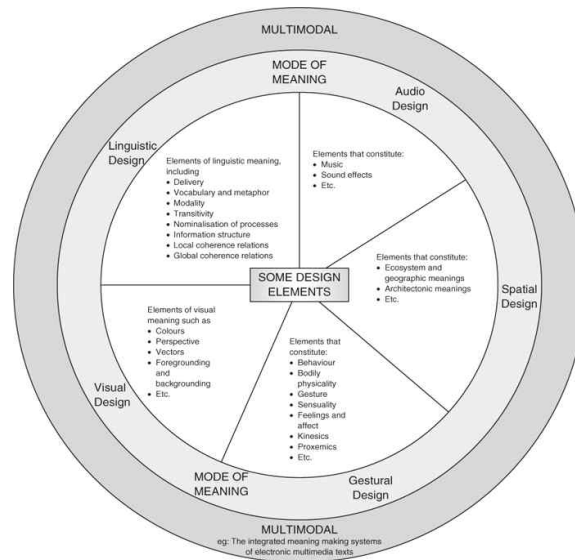 MULTIMODAL
MODE OF
MEANING
Audio
Design
Linguistic
Design
Elements of linguistic meaning,
including
• Delivery
• Vocabulary and metaphor
• Modality
• Transitivity
• Nominalisation of processes
• Information structure
• Local coherence relations
• Global coherence relations
Elements that constitute:
• Music
• Sound effects
• Etc.
Elements that constitute:
• Ecosystem and
geographic meanings
• Architectonic meanings
• Etc.
Spatial
Design
SOME DESIGN
ELEMENTS
Elements of visual
meaning such as
• Colours
• Perspective
• Vectors
• Foregrounding
and
backgrounding
• Etc.
Elements that
constitute:
• Behaviour
• Bodily
physicality
• Gesture
• Sensuality
• Feelings and
affect
• Kinesics
• Proxemics
• Etc.
Visual
Design
MODE OF
MEANING
Gestural
Design
MULTIMODAL
eg: The integrated meaning making systems
of electronic multimedia texts